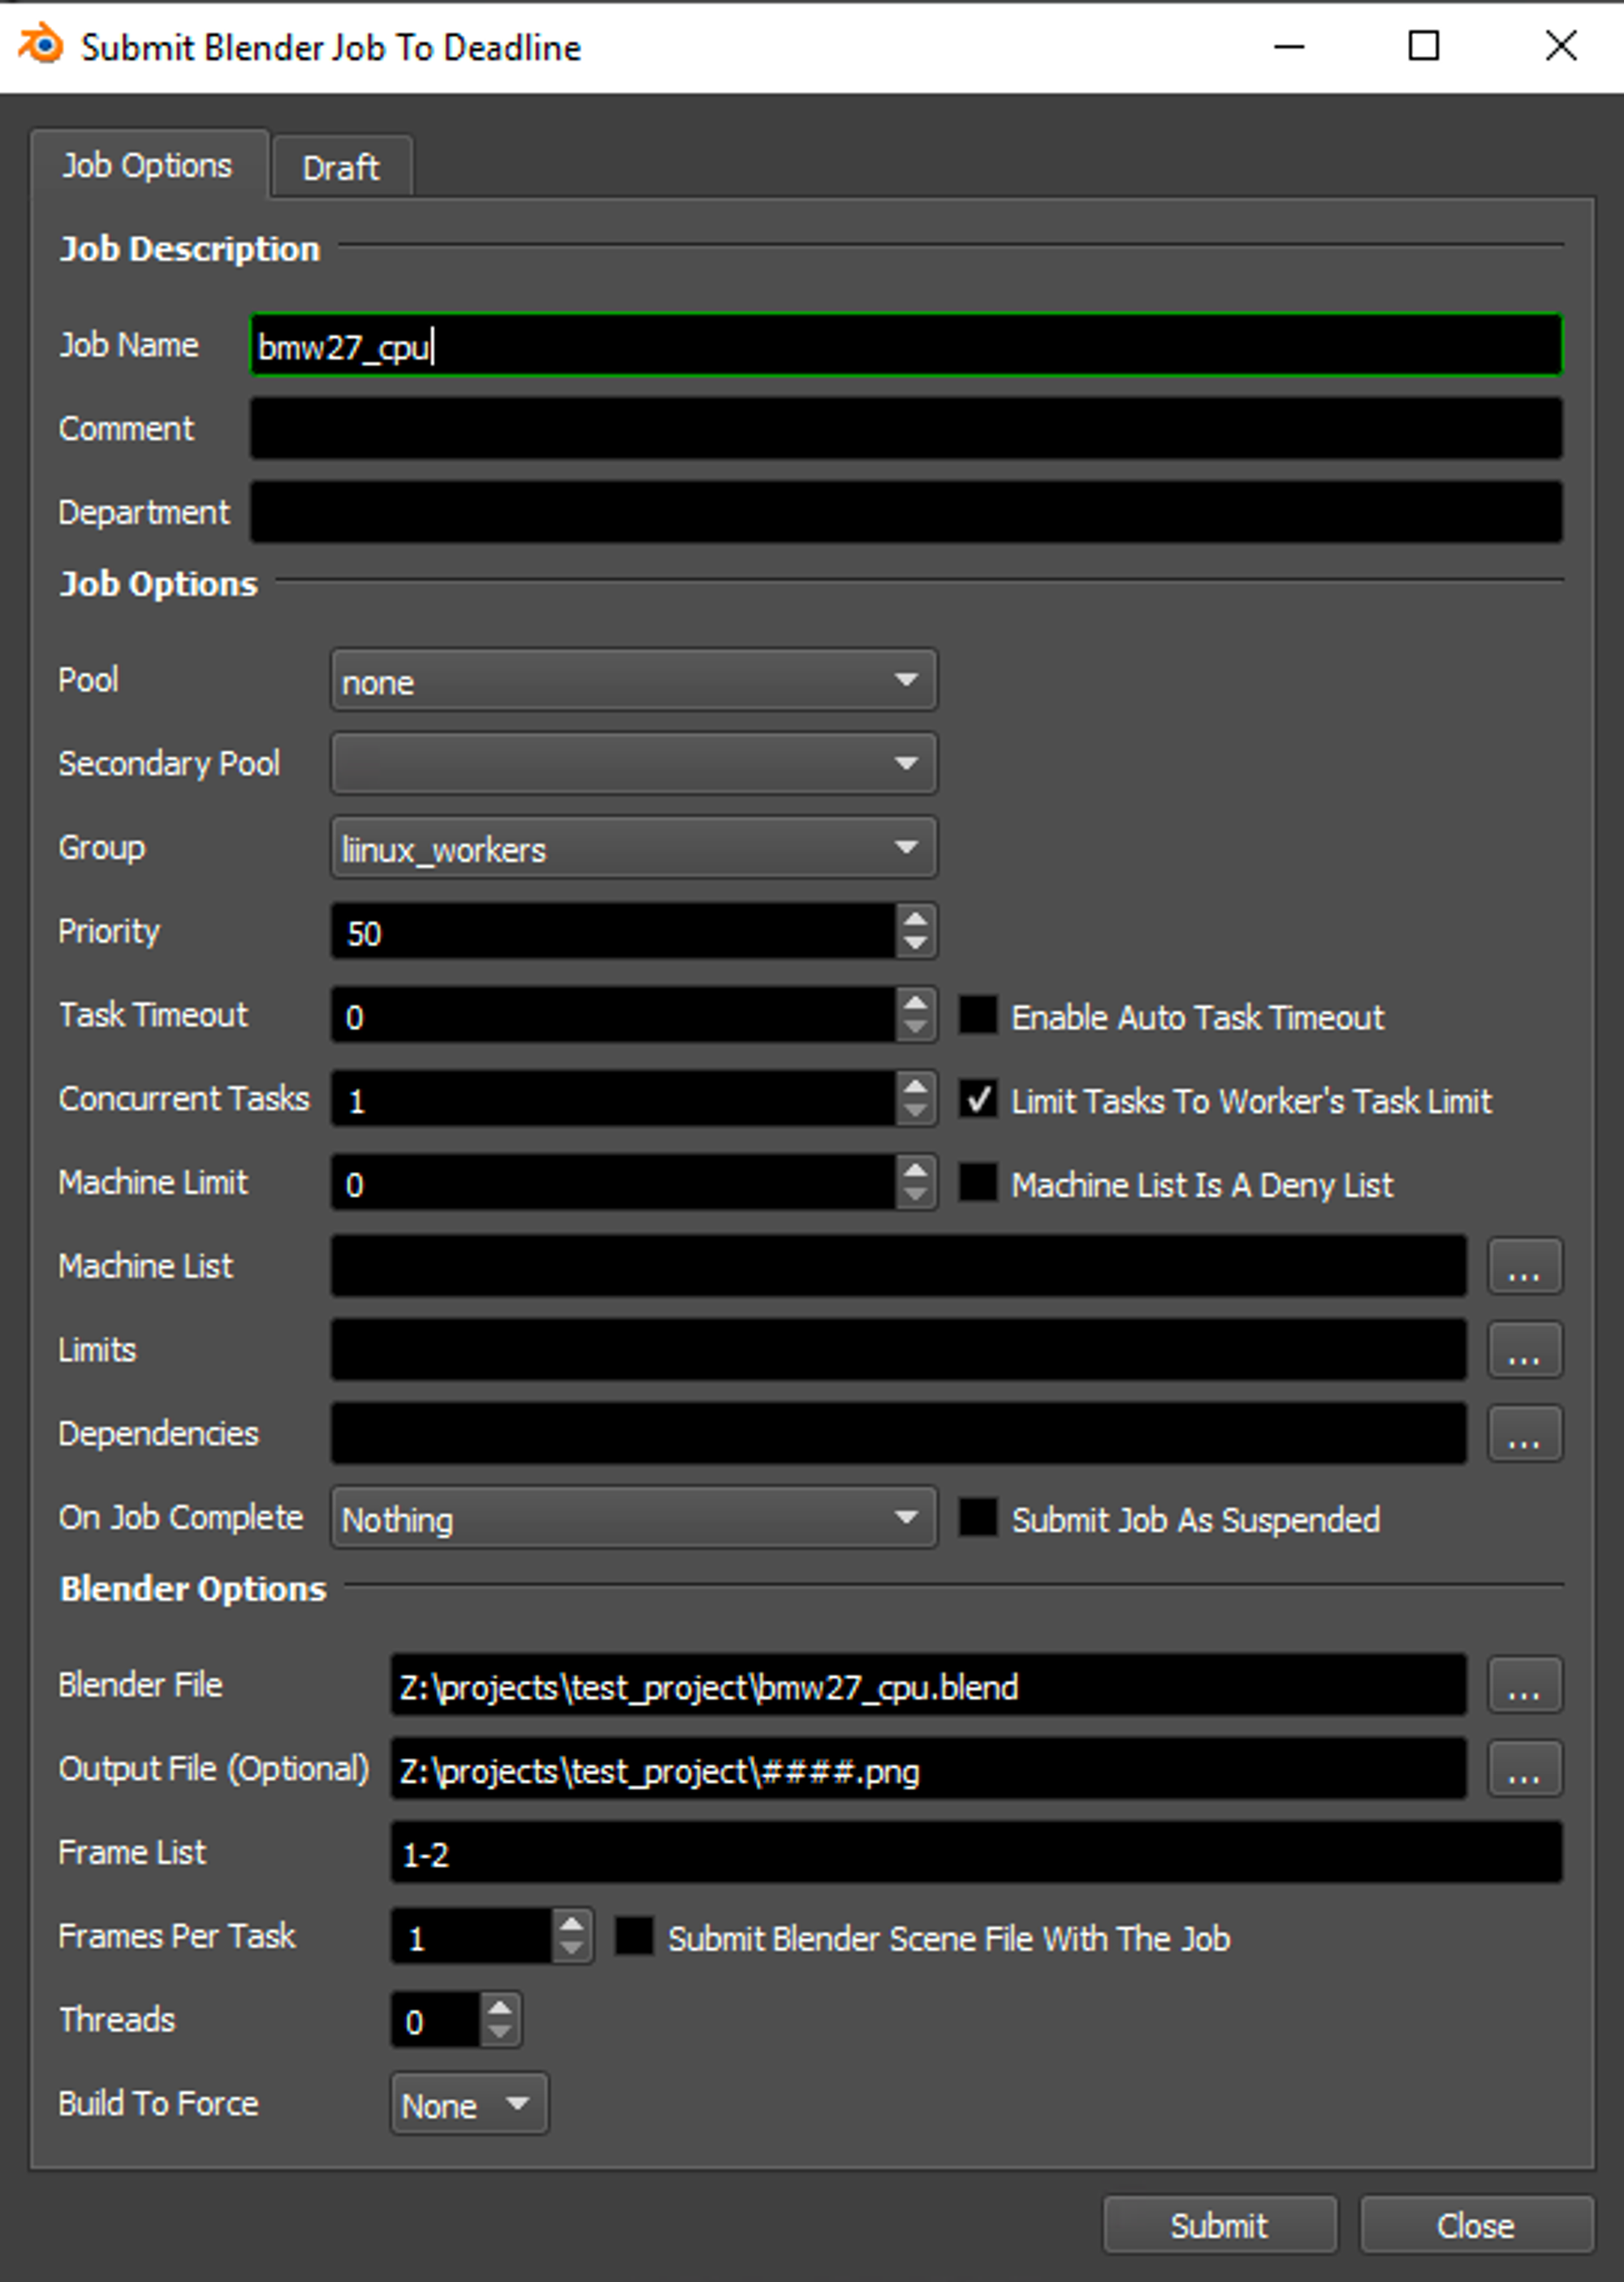 Submit Blender Job To Deadline
Job Options Draft
Job Description
Job Name bmw27_cpu
Comment
Department
Job Options
Pool none
Secondary Pool
Group liinux_workers
Priority 50
Task Timeout 0 Enable Auto Task Timeout
Concurrent Tasks 1 Limit Tasks To Worker's Task Limit
Machine Limit 0 Machine List Is A Deny List
Machine List ...
Limits ...
Dependencies ...
On Job Complete Nothing Submit Job As Suspended
Blender Options
Blender File Z:\projects\test_project\bmw27_cpu.blend ...
Output File (Optional) Z:\projects\test_project\####.png ...
Frame List 1-2
Frames Per Task 1 Submit Blender Scene File With The Job
Threads 0
Build To Force None
Submit Close